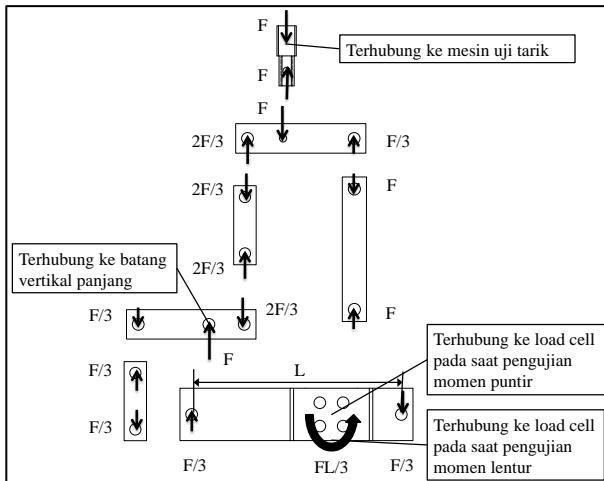 F
Terhubung ke mesin uji tarik
F
F
2F/3
F/3
2F/3
F
2F/3
Terhubung ke batang
vertikal panjang
F/3
2F/3
F
F
F/3
L
Terhubung ke load cell
pada saat pengujian
momen puntir
F/3
F/3
FL/3
F/3
Terhubung ke load cell
pada saat pengujian
momen lentur